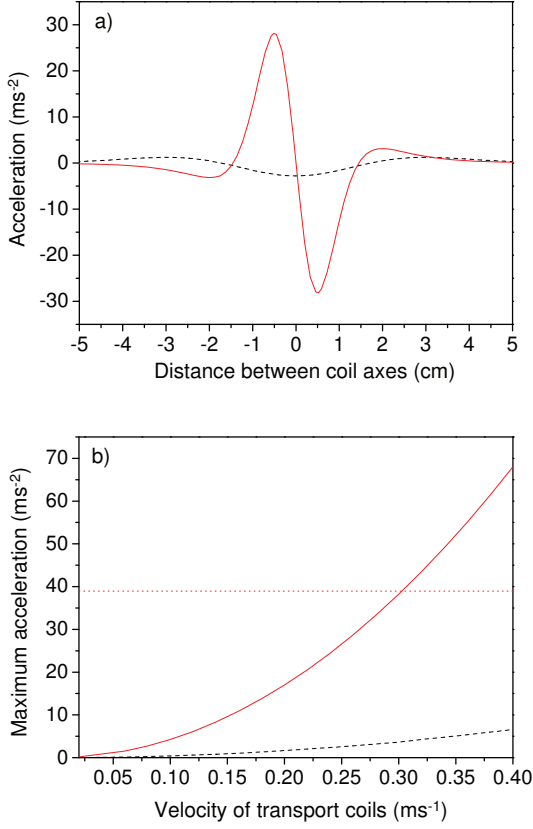 a)
Acceleration (ms⁻²)
30
20
10
0
-10
-20
-30
-5 -4 -3 -2 -1 0 1 2 3 4 5
Distance between coil axes (cm)
b)
Maximum acceleration (ms⁻²)
70
60
50
40
30
20
10
0
0.05 0.10 0.15 0.20 0.25 0.30 0.35 0.40
Velocity of transport coils (ms⁻¹)